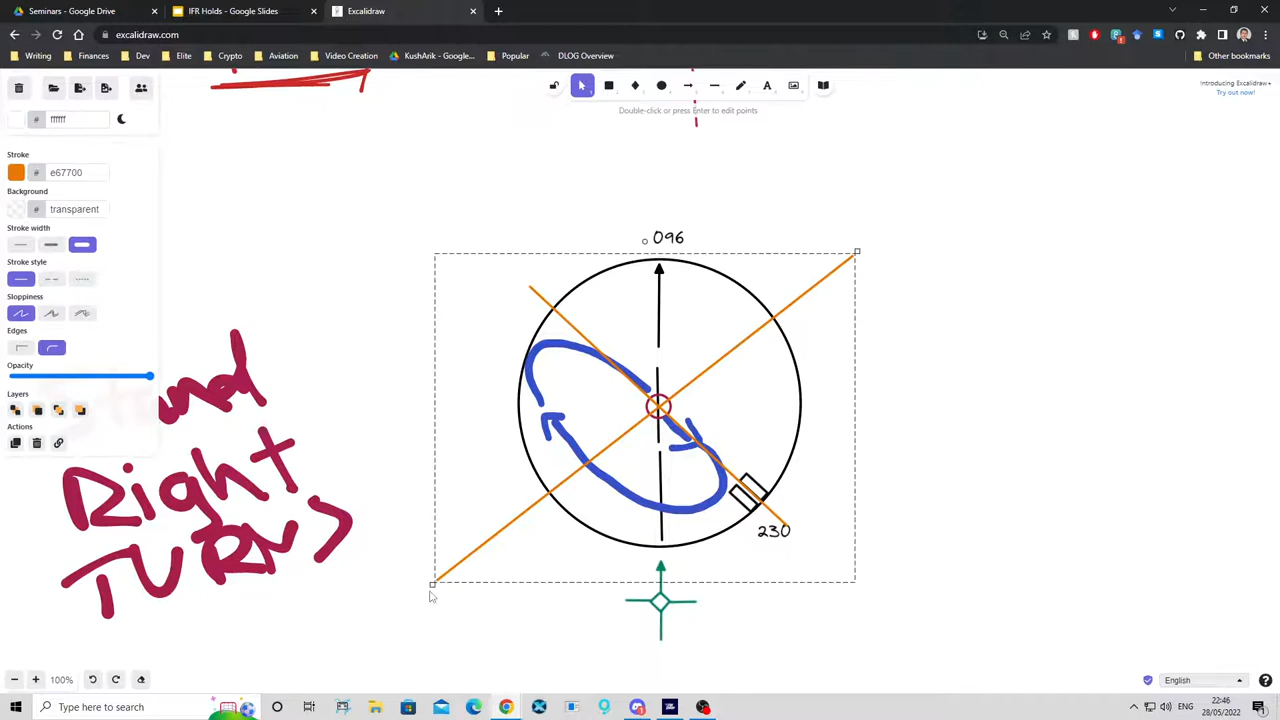 Seminars - Google Drive
IFR Holds - Google Slides
Excalidraw
excalidraw.com
Writing
Finances
Dev
Elite
Crypto
Aviation
Video Creation
KushArik - Google...
Popular
DLOG Overview
Other bookmarks
Introducing Excalidraw+
Try out now!
Double-click or press Enter to edit points
# ffffff
Stroke
# e67700
Background
# transparent
Stroke width
Stroke style
Sloppiness
Edges
Opacity
Layers
Actions
096
Right
TURNS
230
100%
English
Type here to search
22:46
28/05/2022